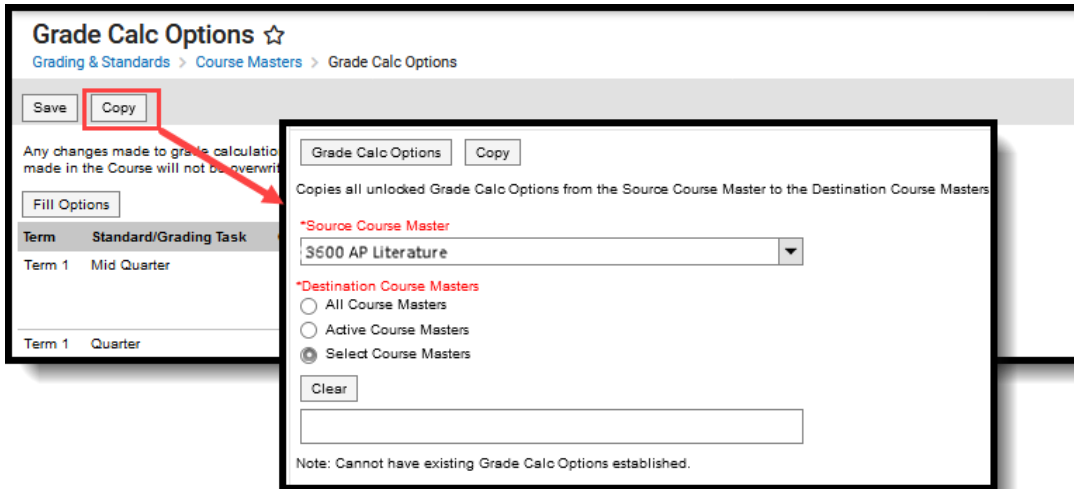 Grade Calc Options
Grading & Standards > Course Masters > Grade Calc Options
Save Copy
Any changes made to grade calculatio
made in the Course will not be overwrit
Fill Options
Term Standard/Grading Task
Term 1 Mid Quarter
Term 1 Quarter
Grade Calc Options Copy
Copies all unlocked Grade Calc Options from the Source Course Master to the Destination Course Masters
*Source Course Master
3600 AP Literature
*Destination Course Masters
All Course Masters
Active Course Masters
Select Course Masters
Clear
Note: Cannot have existing Grade Calc Options established.